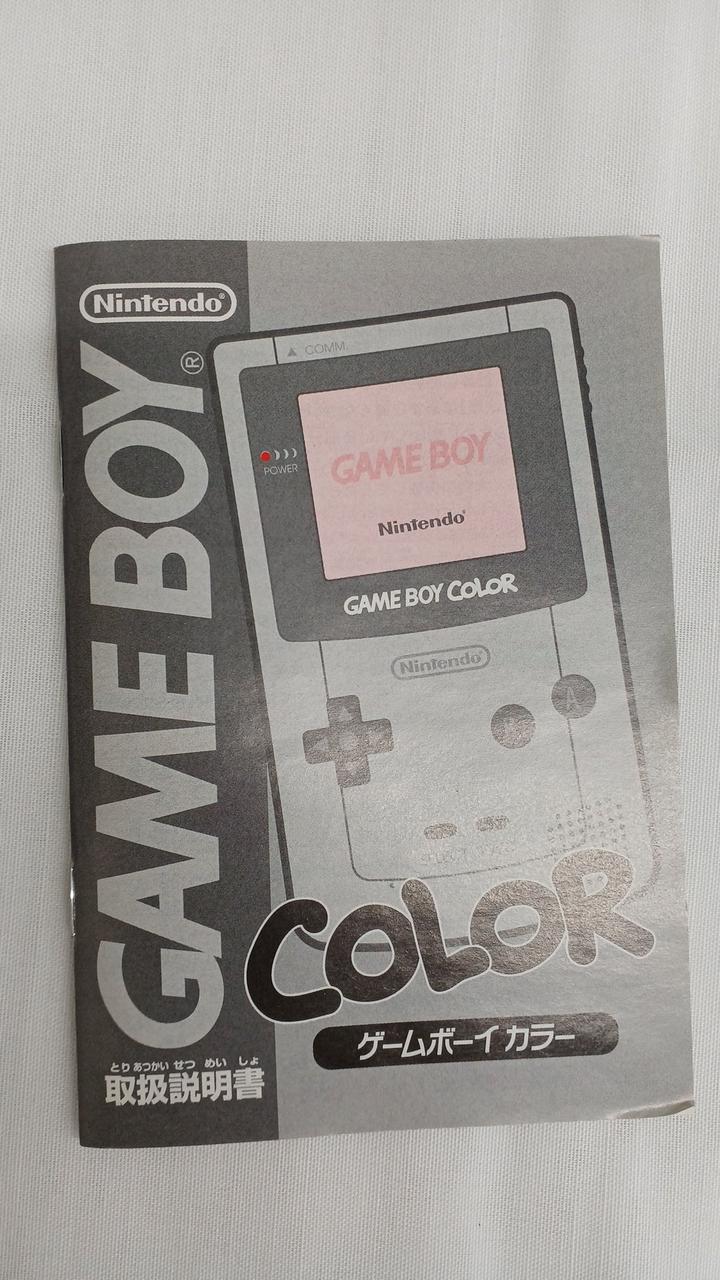 Nintendo®
GAME BOY®
▲ COMM.
POWER
GAME BOY
Nintendo®
GAME BOY COLOR
Nintendo®
A
COLOR
ゲームボーイ カラー
とりあつかいせつ めい しょ
取扱説明書